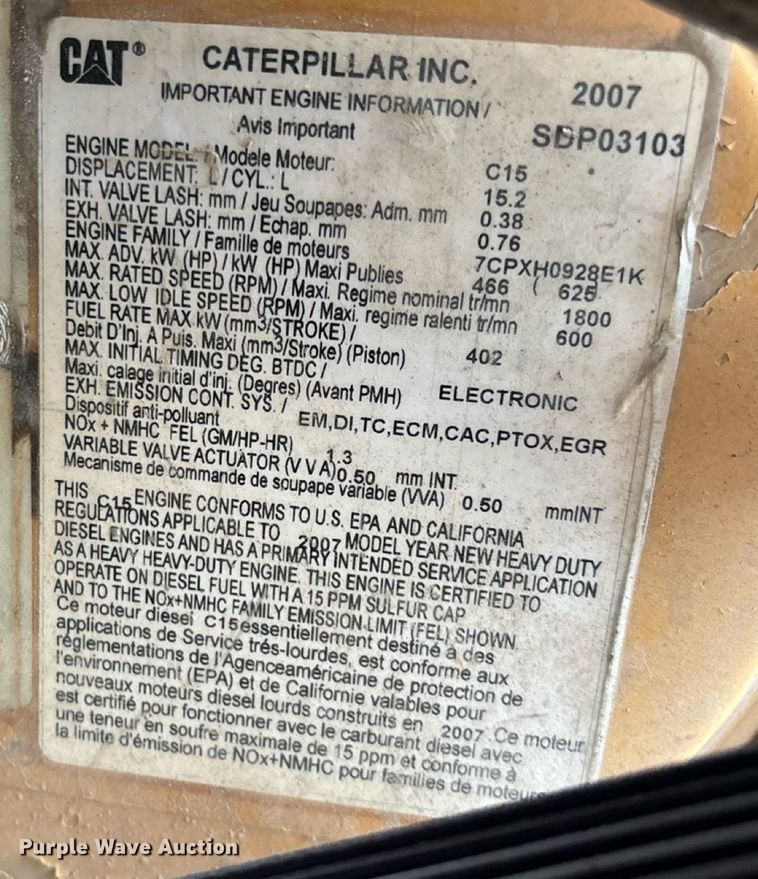 CAT® CATERPILLAR INC. 2007
IMPORTANT ENGINE INFORMATION /
Avis Important SDP03103
ENGINE MODEL: Modele Moteur: C15
DISPLACEMENT: L / CYL.: L 15.2
INT. VALVE LASH: mm / Jeu Soupapes: Adm. mm 0.38
EXH. VALVE LASH: mm / Echap. mm 0.76
ENGINE FAMILY / Famille de moteurs 7CPXH0928E1K
MAX. ADV. kW (HP) / kW (HP) Maxi Publies 466 ( 625
MAX. RATED SPEED (RPM) / Maxi. Regime nominal tr/mn 1800
MAX. LOW IDLE SPEED (RPM) / Maxi. regime ralenti tr/mn 600
FUEL RATE MAX kW (mm3/STROKE) /
Debit D'Inj. A Puis. Maxi (mm3/Stroke) (Piston) 402
MAX. INITIAL TIMING DEG. BTDC /
Maxi. calage initial d'inj. (Degres) (Avant PMH) ELECTRONIC
EXH. EMISSION CONT. SYS. /
Dispositif anti-polluant EM,DI,TC,ECM,CAC,PTOX,EGR
NOx + NMHC FEL (GM/HP-HR) 1.3
VARIABLE VALVE ACTUATOR (V V A) 0.50 mm INT.
Mecanisme de commande de soupape variable (VVA) 0.50 mmINT
THIS C15 ENGINE CONFORMS TO U.S. EPA AND CALIFORNIA
REGULATIONS APPLICABLE TO 2007 MODEL YEAR NEW HEAVY DUTY
DIESEL ENGINES AND HAS A PRIMARY INTENDED SERVICE APPLICATION
AS A HEAVY HEAVY-DUTY ENGINE. THIS ENGINE IS CERTIFIED TO
OPERATE ON DIESEL FUEL WITH A 15 PPM SULFUR CAP
AND TO THE NOx+NMHC FAMILY EMISSION LIMIT (FEL) SHOWN.
Ce moteur diesel C15 essentiellement destiné à des
applications de Service trés-lourdes, est conforme aux
réglementations de l'Agenceaméricaine de protection de
l'environnement (EPA) et de Californie valables pour
nouveaux moteurs diesel lourds construits en 2007 Ce moteur
est certifié pour fonctionner avec le carburant diesel avec
une teneur en soufre maximale de 15 ppm et conforme à
la limite d'émission de NOx+NMHC pour familles de moteurs
Purple Wave Auction